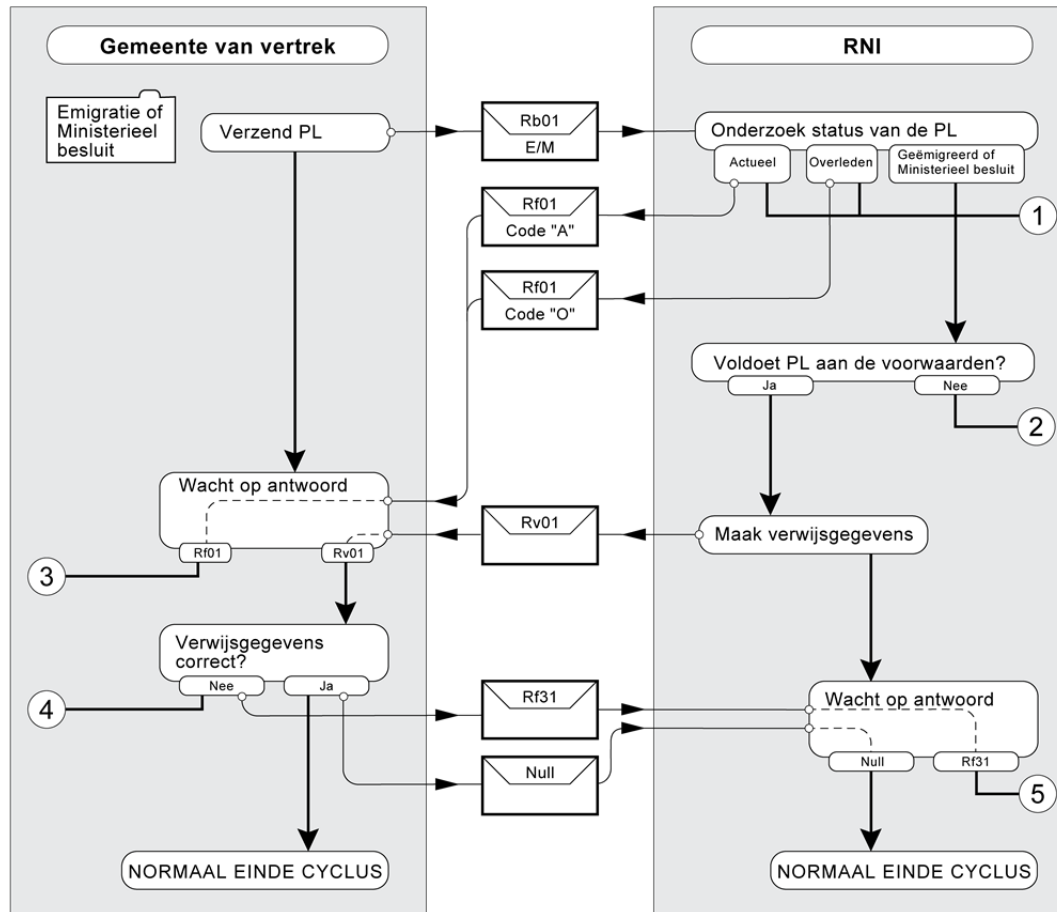 Gemeente van vertrek
RNI
Emigratie of
Ministerieel
besluit
Verzend PL
Rb01
E/M
Onderzoek status van de PL
Actueel
Overleden
Geëmigreerd of
Ministerieel besluit
Rf01
Code "A"
1
Rf01
Code "O"
Voldoet PL aan de voorwaarden?
Ja
Nee
2
Wacht op antwoord
Rf01
Rv01
Rv01
Maak verwijsgegevens
3
Verwijsgegevens
correct?
Nee
Ja
4
Rf31
Null
Wacht op antwoord
Null
Rf31
5
NORMAAL EINDE CYCLUS
NORMAAL EINDE CYCLUS